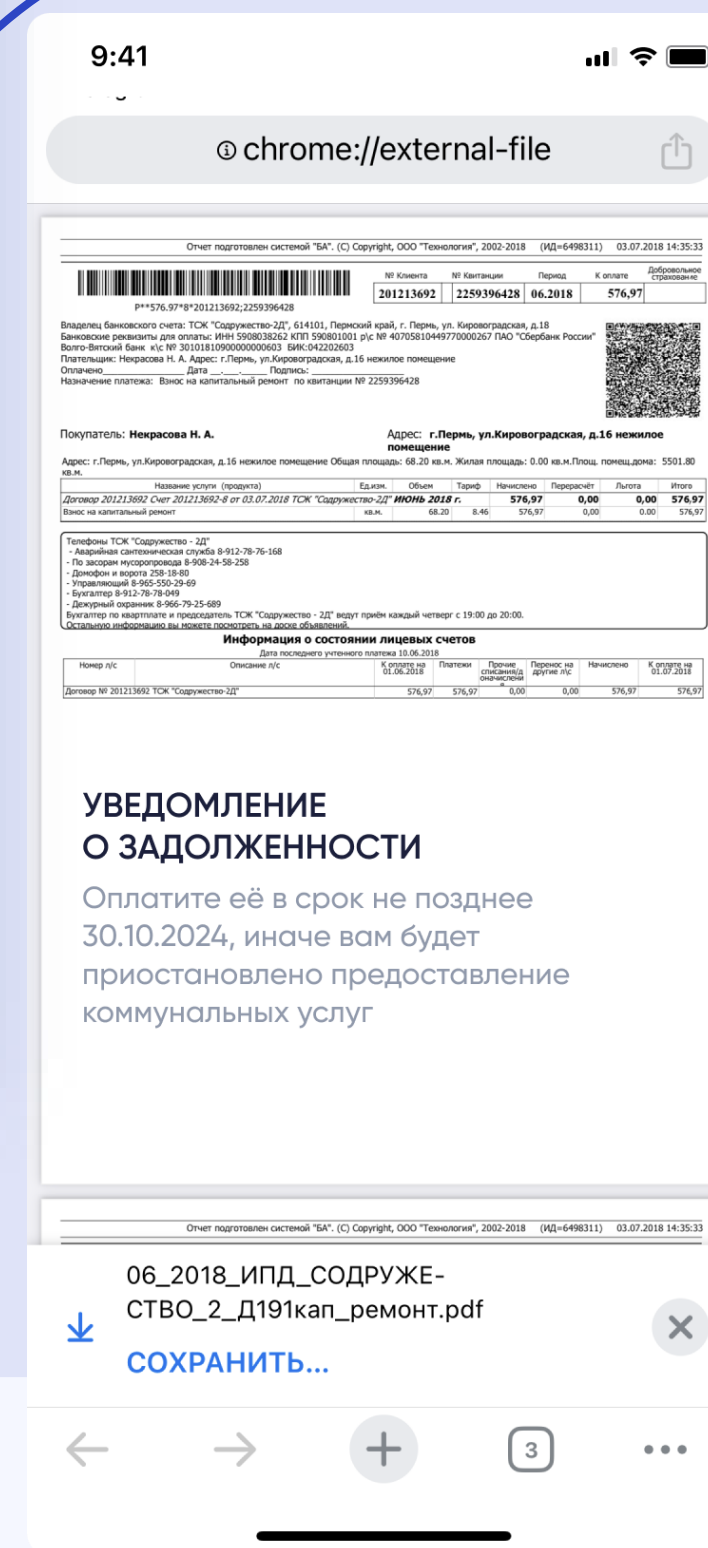 9:41
chrome://external-file
Отчет подготовлен системой "БА". (C) Copyright, ООО "Технология", 2002-2018 (ИД=6498311) 03.07.2018 14:35:33
№ Клиента № Квитанции Период К оплате Добровольное страхование
201213692 2259396428 06.2018 576,97
P**576.97*8*201213692;2259396428
Владелец банковского счета: ТСЖ "Содружество-2Д", 614101, Пермский край, г. Пермь, ул. Кировоградская, д.18
Банковские реквизиты для оплаты: ИНН 5908038262 КПП 590801001 р\с № 40705810449770000267 ПАО "Сбербанк России"
Волго-Вятский банк к\с № 30101810900000000603 БИК:042202603
Плательщик: Некрасова Н. А. Адрес: г.Пермь, ул.Кировоградская, д.16 нежилое помещение
Оплачено____________ Дата __.__.____ Подпись: ____________
Назначение платежа: Взнос на капитальный ремонт по квитанции № 2259396428
Покупатель: Некрасова Н. А. Адрес: г.Пермь, ул.Кировоградская, д.16 нежилое
помещение
Адрес: г.Пермь, ул.Кировоградская, д.16 нежилое помещение Общая площадь: 68.20 кв.м. Жилая площадь: 0.00 кв.м.Площ. помещ.дома: 5501.80
кв.м.
Название услуги (продукта) Ед.изм. Объем Тариф Начислено Перерасчёт Льгота Итого
Договор 201213692 Счет 201213692-8 от 03.07.2018 ТСЖ "Содружество-2Д" ИЮНЬ 2018 г. 576,97 0,00 0,00 576,97
Взнос на капитальный ремонт кв.м. 68.20 8.46 576,97 0,00 0.00 576,97
Телефоны ТСЖ "Содружество - 2Д"
- Аварийная сантехническая служба 8-912-78-76-168
- По засорам мусоропровода 8-908-24-58-258
- Домофон и ворота 258-18-80
- Управляющий 8-965-550-29-69
- Бухгалтер 8-912-78-78-049
- Дежурный охранник 8-966-79-25-689
Бухгалтер по квартплате и председатель ТСЖ "Содружество - 2Д" ведут приём каждый четверг с 19:00 до 20:00.
Остальную информацию вы можете посмотреть на доске объявлений.
Информация о состоянии лицевых счетов
Дата последнего учтенного платежа 10.06.2018
Номер л/с Описание л/с К оплате на 01.06.2018 Платежи Прочие списания/доначислени Перенос на другие л\с Начислено К оплате на 01.07.2018
Договор № 201213692 ТСЖ "Содружество-2Д" 576,97 576,97 0,00 0,00 576,97 576,97
УВЕДОМЛЕНИЕ
О ЗАДОЛЖЕННОСТИ
Оплатите её в срок не позднее
30.10.2024, иначе вам будет
приостановлено предоставление
коммунальных услуг
Отчет подготовлен системой "БА". (C) Copyright, ООО "Технология", 2002-2018 (ИД=6498311) 03.07.2018 14:35:33
06_2018_ИПД_СОДРУЖЕ-
СТВО_2_Д191кап_ремонт.pdf
СОХРАНИТЬ...
3